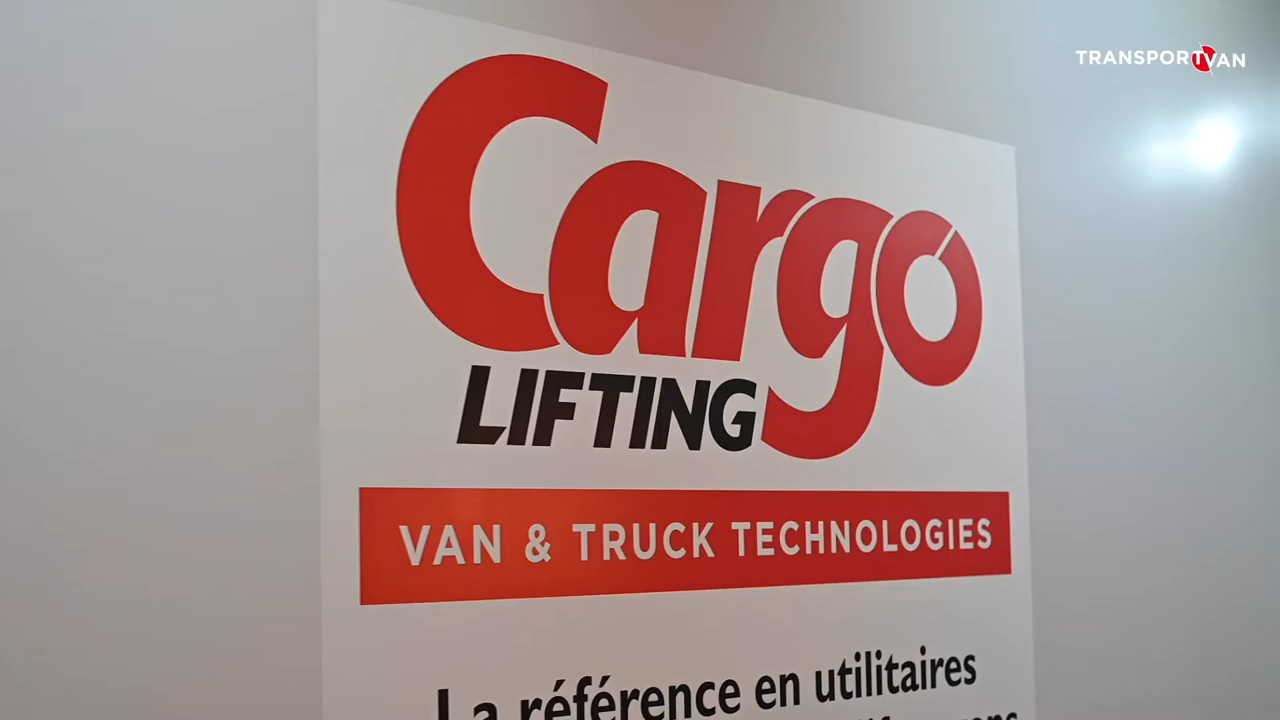 TRANSPORTVAN
Cargo
LIFTING
VAN & TRUCK TECHNOLOGIES
La référence en utilitaires